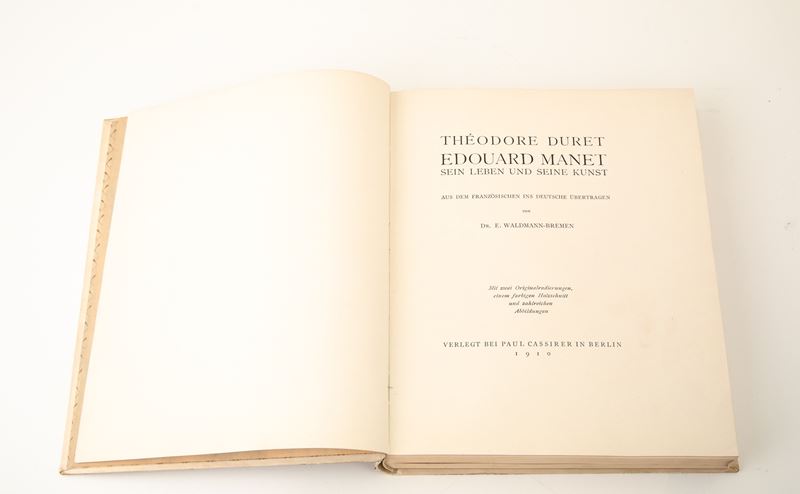 THÉODORE DURET
EDOUARD MANET
SEIN LEBEN UND SEINE KUNST
AUS DEM FRANZÖSISCHEN INS DEUTSCHE ÜBERTRAGEN
VON
DR. E. WALDMANN-BREMEN
Mit zwei Originalradierungen,
einem farbigen Holzschnitt
und zahlreichen
Abbildungen
VERLEGT BEI PAUL CASSIRER IN BERLIN
1910